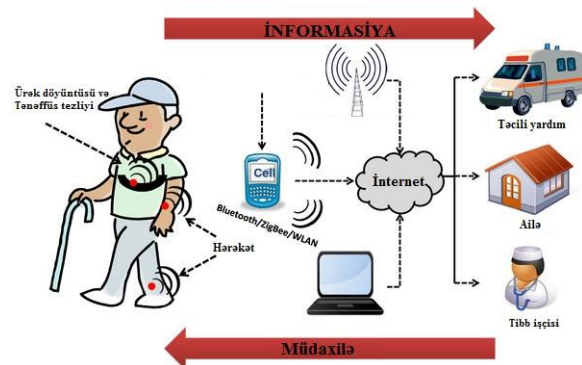 İNFORMASİYA
Ürək döyüntüsü və
Tənəffüs tezliyi
Cell
Bluetooth/ZigBee/WLAN
İnternet
Təcili yardım
Ailə
Hərəkət
Tibb işçisi
Müdaxilə